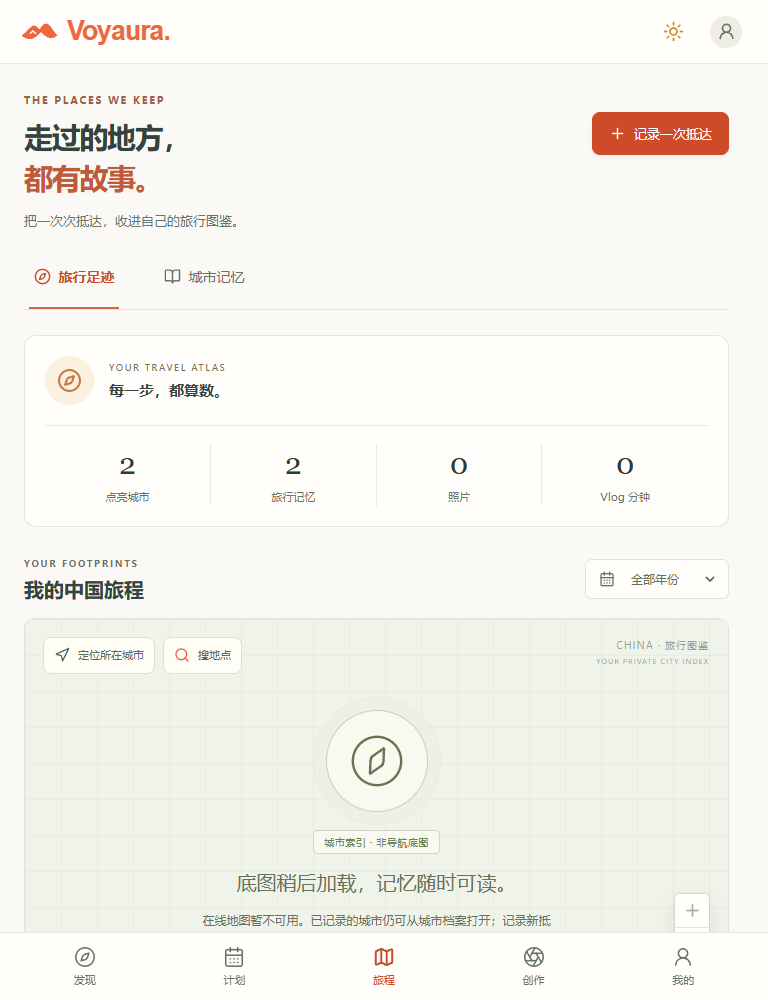 Voyaura.
THE PLACES WE KEEP
走过的地方，
都有故事。
把一次次抵达，收进自己的旅行图鉴。
记录一次抵达
旅行足迹
城市记忆
YOUR TRAVEL ATLAS
每一步，都算数。
2
点亮城市
2
旅行记忆
0
照片
0
Vlog 分钟
YOUR FOOTPRINTS
我的中国旅程
全部年份
定位所在城市
搜地点
CHINA · 旅行图鉴
YOUR PRIVATE CITY INDEX
城市索引 · 非导航底图
底图稍后加载，记忆随时可读。
在线地图暂不可用。已记录的城市仍可从城市档案打开；记录新抵
发现
计划
旅程
创作
我的